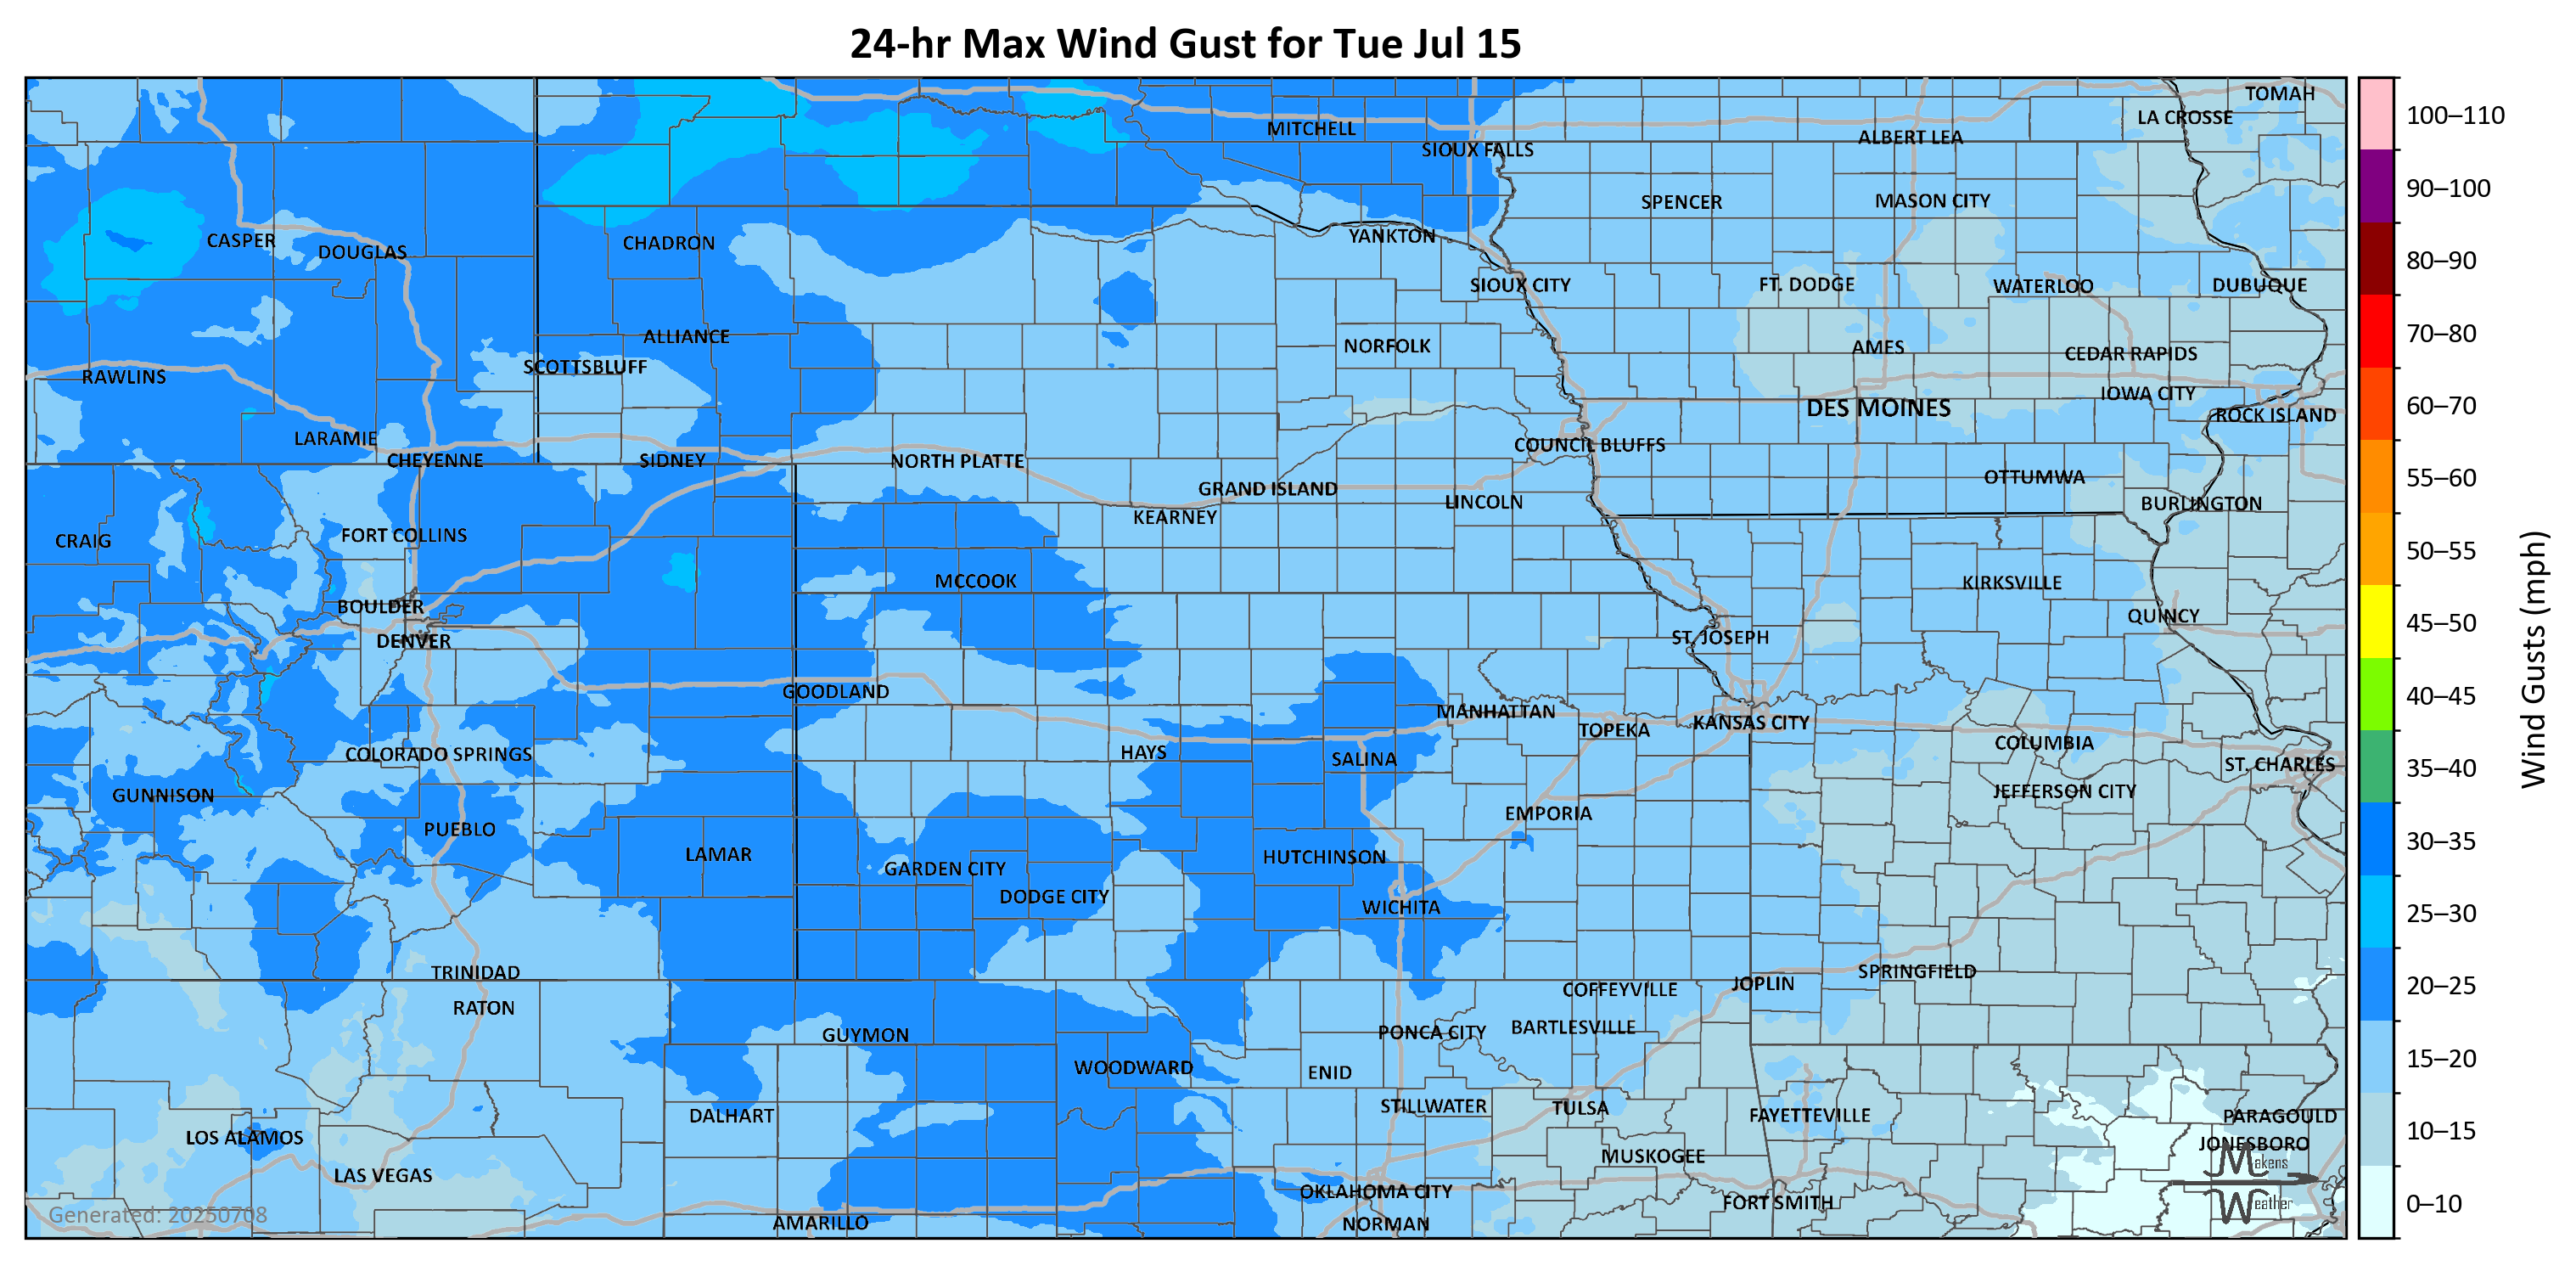 24-hr Max Wind Gust for Tue Jul 15
TOMAH
LA CROSSE
MITCHELL
ALBERT LEA
SIOUX FALLS
SPENCER
MASON CITY
YANKTON
CASPER
CHADRON
DOUGLAS
SIOUX CITY
FT. DODGE
WATERLOO
DUBUQUE
ALLIANCE
NORFOLK
AMES
CEDAR RAPIDS
SCOTTSBLUFF
RAWLINS
IOWA CITY
DES MOINES
ROCK ISLAND
LARAMIE
COUNCIL BLUFFS
CHEYENNE
SIDNEY
NORTH PLATTE
OTTUMWA
GRAND ISLAND
LINCOLN
BURLINGTON
KEARNEY
FORT COLLINS
CRAIG
MCCOOK
KIRKSVILLE
BOULDER
QUINCY
DENVER
ST. JOSEPH
GOODLAND
MANHATTAN
KANSAS CITY
TOPEKA
COLUMBIA
COLORADO SPRINGS
HAYS
SALINA
ST. CHARLES
GUNNISON
JEFFERSON CITY
EMPORIA
PUEBLO
LAMAR
HUTCHINSON
GARDEN CITY
DODGE CITY
WICHITA
TRINIDAD
SPRINGFIELD
JOPLIN
COFFEYVILLE
RATON
BARTLESVILLE
PONCA CITY
GUYMON
WOODWARD
ENID
STILLWATER
TULSA
DALHART
FAYETTEVILLE
PARAGOULD
LOS ALAMOS
JONESBORO
MUSKOGEE
LAS VEGAS
OKLAHOMA CITY
FORT SMITH
AMARILLO
NORMAN
Makens
Weather
Generated: 20250708
100–110
90–100
80–90
70–80
60–70
55–60
50–55
45–50
40–45
35–40
30–35
25–30
20–25
15–20
10–15
0–10
Wind Gusts (mph)